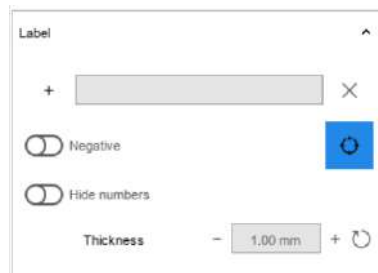 Label
+
Negative
Hide numbers
Thickness − 1.00 mm +